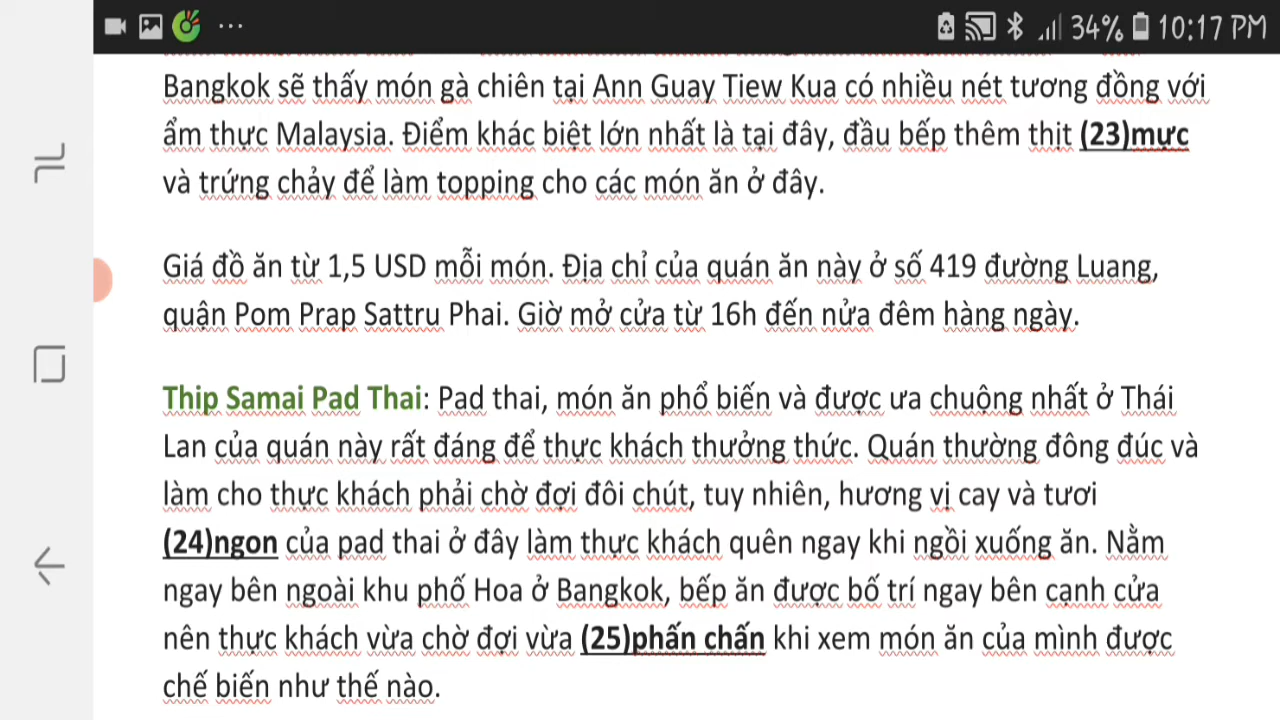 34% 10:17 PM
Bangkok sẽ thấy món gà chiên tại Ann Guay Tiew Kua có nhiều nét tương đồng với
ẩm thực Malaysia. Điểm khác biệt lớn nhất là tại đây, đầu bếp thêm thịt (23)mực
và trứng chảy để làm topping cho các món ăn ở đây.
Giá đồ ăn từ 1,5 USD mỗi món. Địa chỉ của quán ăn này ở số 419 đường Luang,
quận Pom Prap Sattru Phai. Giờ mở cửa từ 16h đến nửa đêm hàng ngày.
Thip Samai Pad Thai: Pad thai, món ăn phổ biến và được ưa chuộng nhất ở Thái
Lan của quán này rất đáng để thực khách thưởng thức. Quán thường đông đúc và
làm cho thực khách phải chờ đợi đôi chút, tuy nhiên, hương vị cay và tươi
(24)ngon của pad thai ở đây làm thực khách quên ngay khi ngồi xuống ăn. Nằm
ngay bên ngoài khu phố Hoa ở Bangkok, bếp ăn được bố trí ngay bên cạnh cửa
nên thực khách vừa chờ đợi vừa (25)phấn chấn khi xem món ăn của mình được
chế biến như thế nào.